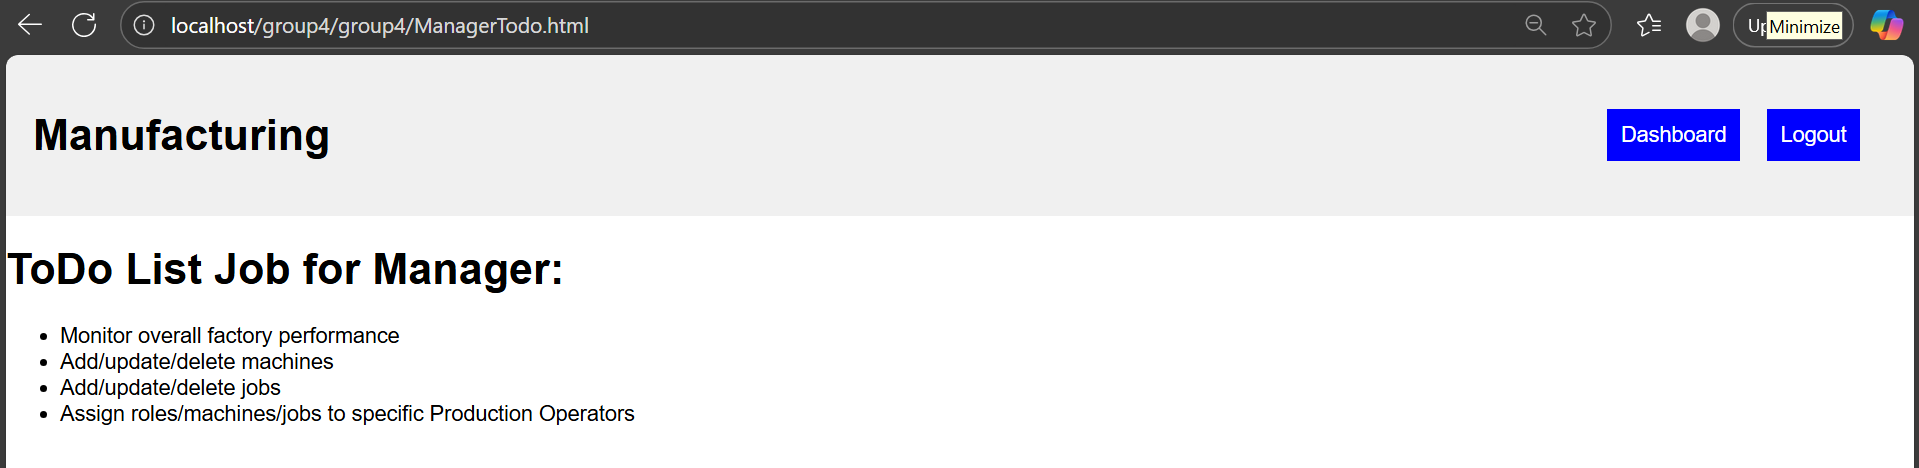 localhost/group4/group4/ManagerTodo.html
Up
Minimize
Manufacturing
Dashboard
Logout
ToDo List Job for Manager:
Monitor overall factory performance
Add/update/delete machines
Add/update/delete jobs
Assign roles/machines/jobs to specific Production Operators